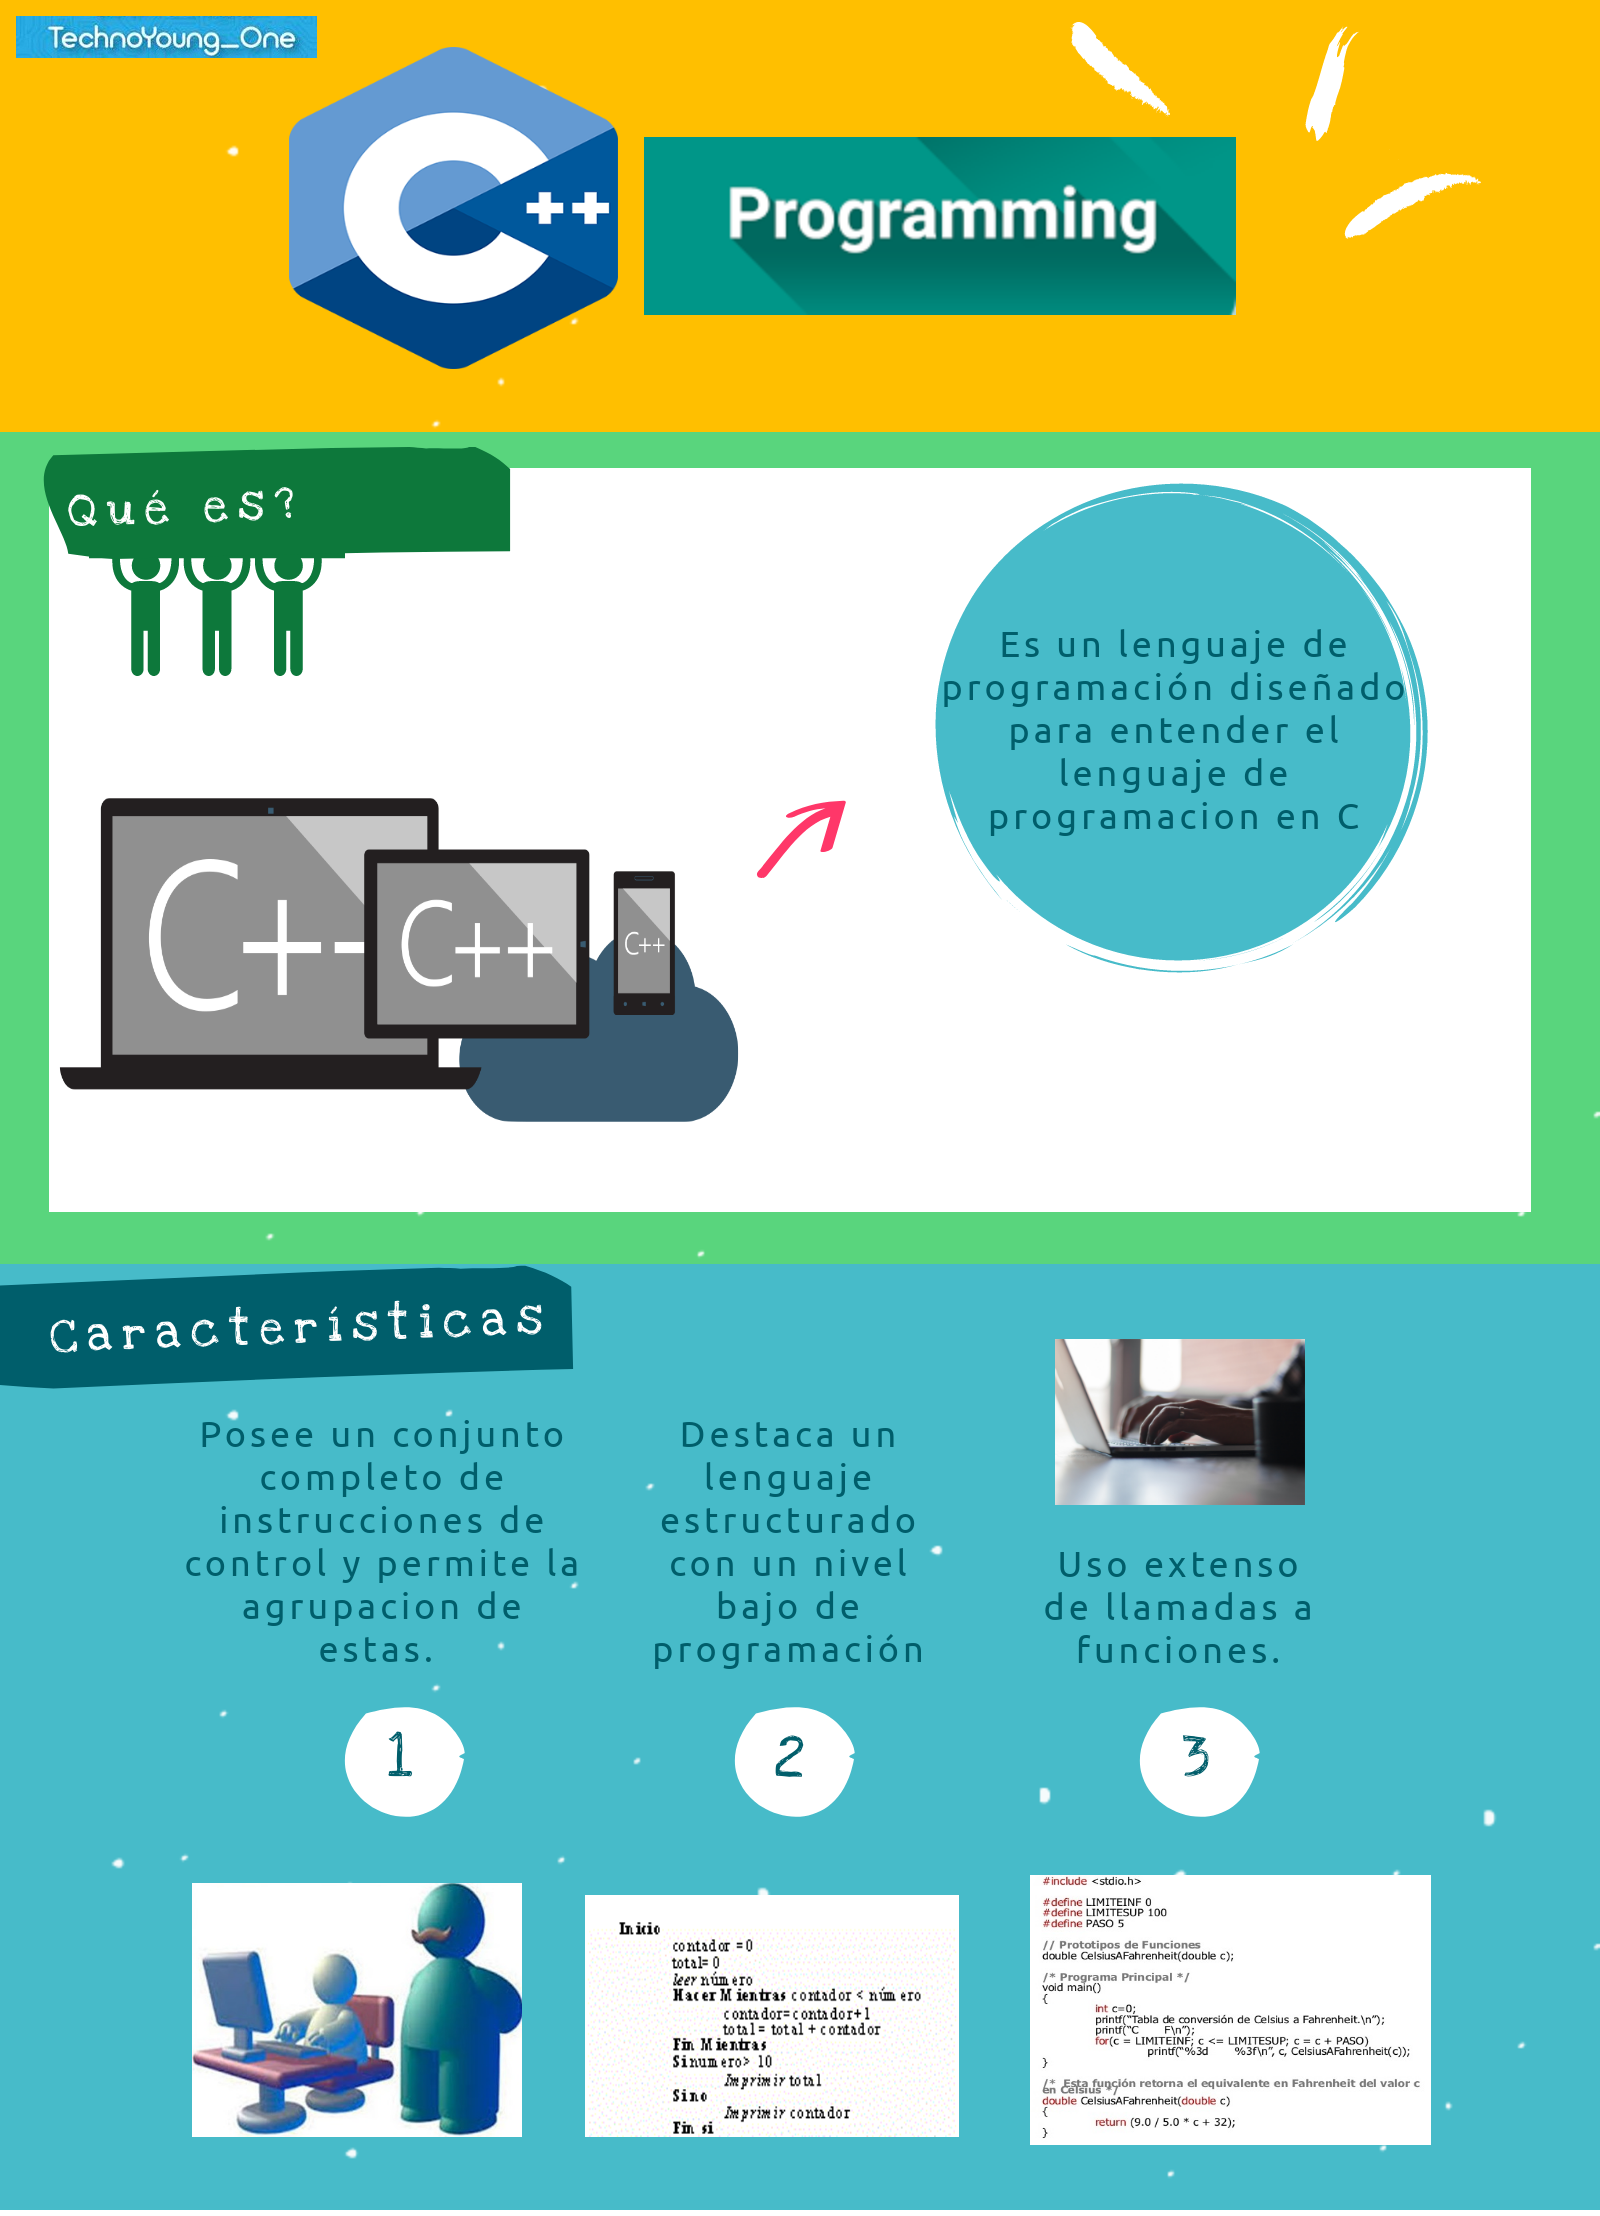 TechnoYoung_One
C++
Programming
Qué es?
Es un lenguaje de
programación diseñado
para entender el
lenguaje de
programacion en C
C+-
C++
C++
Características
Posee un conjunto
completo de
instrucciones de
control y permite la
agrupacion de
estas.
Destaca un
lenguaje
estructurado
con un nivel
bajo de
programación
Uso extenso
de llamadas a
funciones.
1
2
3
Inicio
contador =0
total= 0
leer número
Hacer Mientras contador < número
contador=contador+1
total= total + contador
Fin Mientras
Si numero> 10
Imprimir total
Sino
Imprimir contador
Fin si
#include <stdio.h>
#define LIMITEINF 0
#define LIMITESUP 100
#define PASO 5
// Prototipos de Funciones
double CelsiusAFahrenheit(double c);
/* Programa Principal */
void main()
{
int c=0;
printf("Tabla de conversión de Celsius a Fahrenheit.\n");
printf("C F\n");
for(c = LIMITEINF; c <= LIMITESUP; c = c + PASO)
printf("%3d %3f\n", c, CelsiusAFahrenheit(c));
}
/* Esta función retorna el equivalente en Fahrenheit del valor c
en Celsius */
double CelsiusAFahrenheit(double c)
{
return (9.0 / 5.0 * c + 32);
}